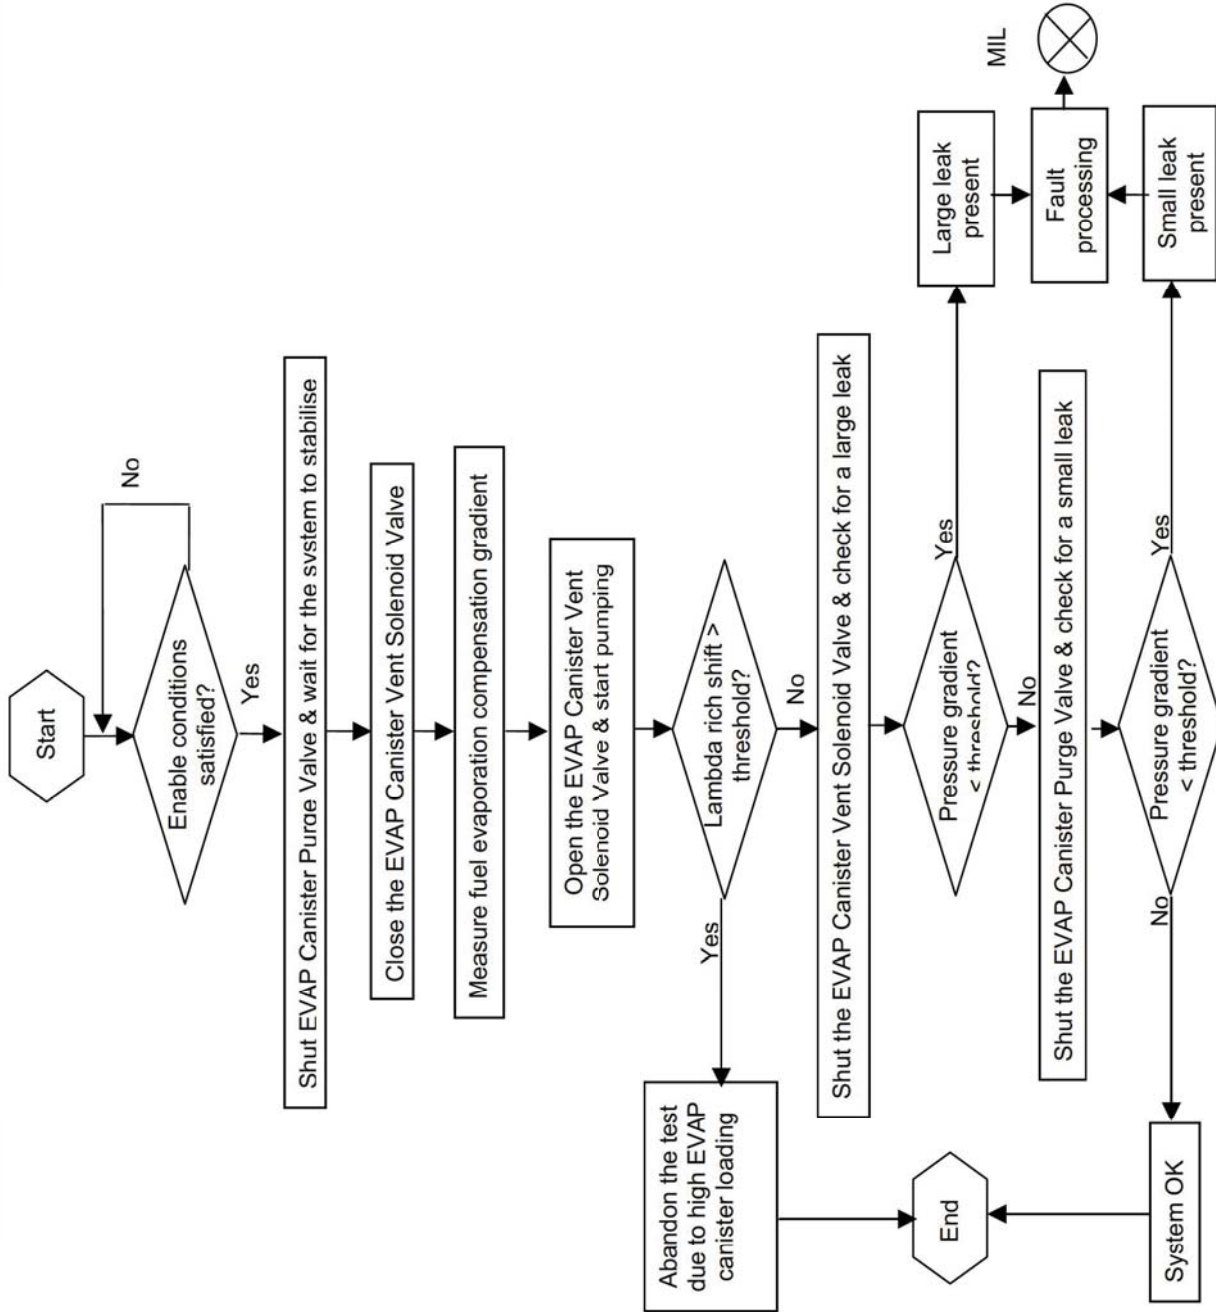 Start
Enable conditions
satisfied?
No
Yes
Shut EVAP Canister Purge Valve & wait for the system to stabilise
Close the EVAP Canister Vent Solenoid Valve
Measure fuel evaporation compensation gradient
Open the EVAP Canister Vent
Solenoid Valve & start pumping
Lambda rich shift >
threshold?
Yes
No
Abandon the test
due to high EVAP
canister loading
Shut the EVAP Canister Vent Solenoid Valve & check for a large leak
Pressure gradient
< threshold?
Yes
No
Large leak
present
MIL
Fault
processing
End
Shut the EVAP Canister Purge Valve & check for a small leak
Pressure gradient
< threshold?
No
Yes
System OK
Small leak
present